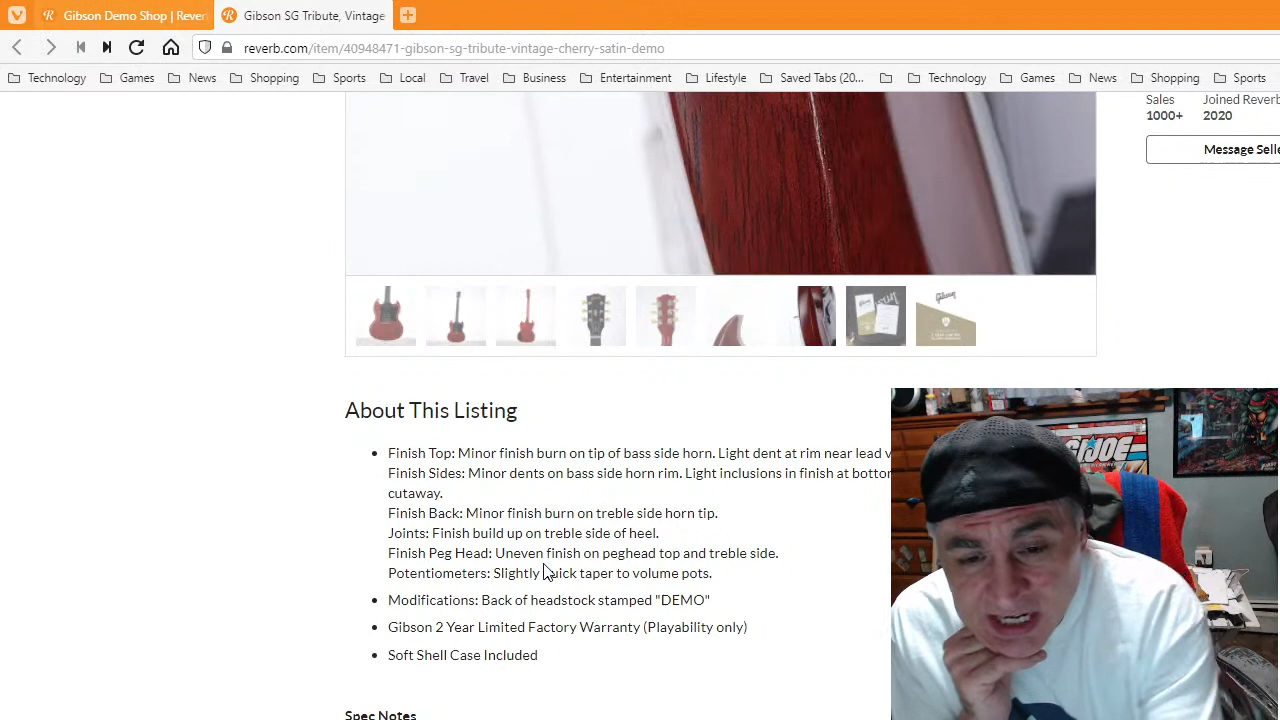 Gibson Demo Shop | Rever
Gibson SG Tribute, Vintage
reverb.com/item/40948471-gibson-sg-tribute-vintage-cherry-satin-demo
Technology Games News Shopping Sports Local Travel Business Entertainment Lifestyle Saved Tabs (20... Technology Games News Shopping Sports
Sales Joined Reverb
1000+ 2020
Message Selle
About This Listing
Finish Top: Minor finish burn on tip of bass side horn. Light dent at rim near lead v
Finish Sides: Minor dents on bass side horn rim. Light inclusions in finish at bottom
cutaway.
Finish Back: Minor finish burn on treble side horn tip.
Joints: Finish build up on treble side of heel.
Finish Peg Head: Uneven finish on peghead top and treble side.
Potentiometers: Slightly quick taper to volume pots.
Modifications: Back of headstock stamped "DEMO"
Gibson 2 Year Limited Factory Warranty (Playability only)
Soft Shell Case Included
Spec Notes
G.I. JOE